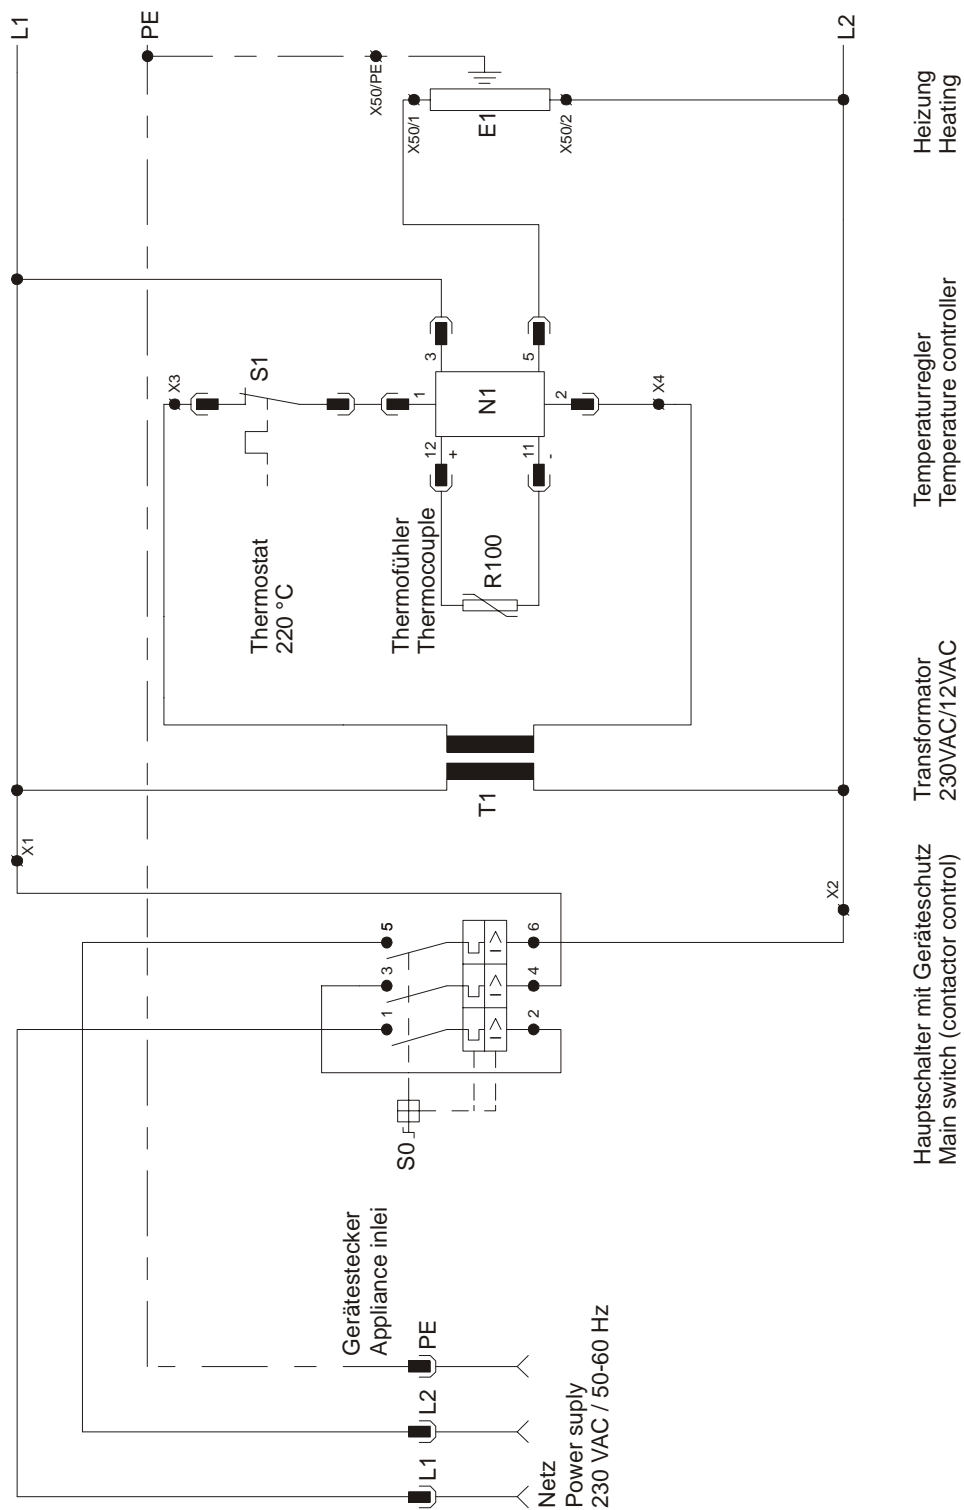 L1
PE
L2
X50/PE
X50/1
X50/2
E1
Heizung
Heating
X3
S1
1
3
5
N1
2
X4
12
+
11
-
Thermostat
220 °C
Thermofühler
Thermocouple
R100
Temperaturregler
Temperature controller
T1
Transformator
230VAC/12VAC
X1
X2
1
3
5
I>
I>
I>
2
4
6
S0
Hauptschalter mit Geräteschutz
Main switch (contactor control)
Gerätestecker
Appliance inlei
L1
L2
PE
Netz
Power suply
230 VAC / 50-60 Hz